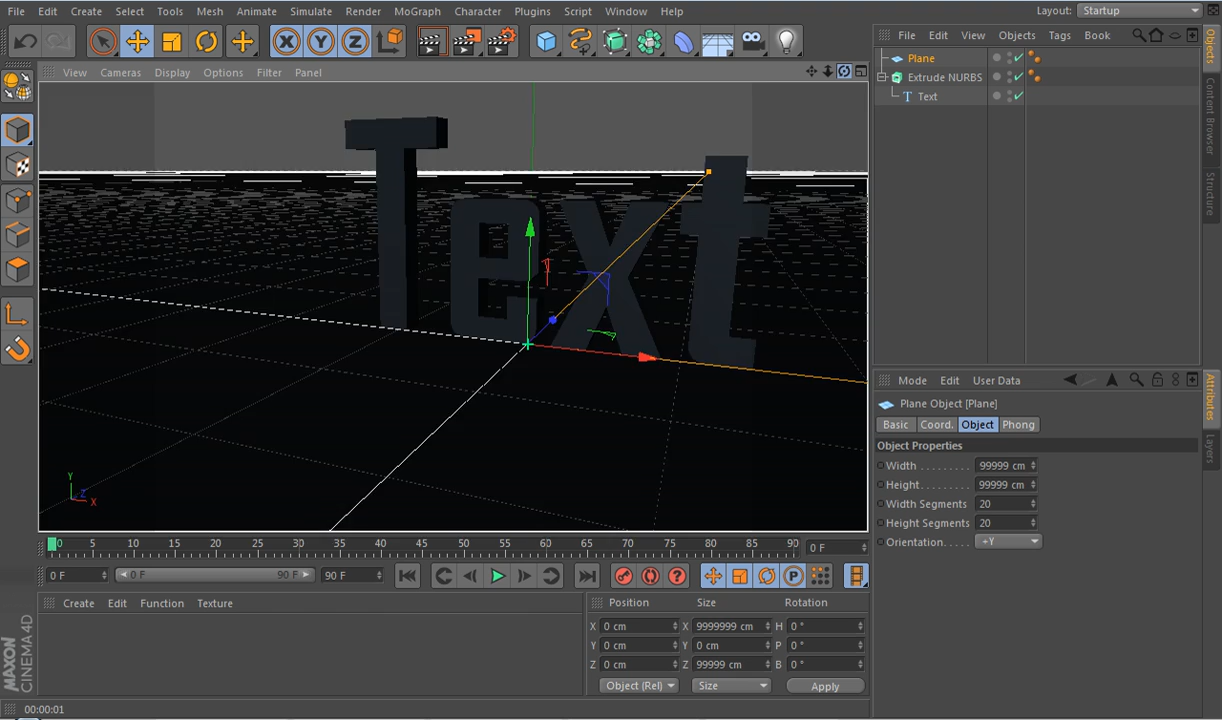 File Edit Create Select Tools Mesh Animate Simulate Render MoGraph Character Plugins Script Window Help Layout: Startup
X Y Z
File Edit View Objects Tags Book
View Cameras Display Options Filter Panel
Plane
Extrude NURBS
Text
Objects
Content Browser
Structure
Text
Y
Z
X
Mode Edit User Data
Plane Object [Plane]
Basic Coord. Object Phong
Object Properties
Width . . . . . . . . 99999 cm
Height . . . . . . . . 99999 cm
Width Segments 20
Height Segments 20
Orientation. . . . . +Y
Attributes
Layers
0 5 10 15 20 25 30 35 40 45 50 55 60 65 70 75 80 85 90 0 F
0 F 0 F 90 F 90 F P
Create Edit Function Texture
Position Size Rotation
X 0 cm X 9999999 cm H 0 °
Y 0 cm Y 0 cm P 0 °
Z 0 cm Z 99999 cm B 0 °
Object (Rel) Size Apply
MAXON
CINEMA 4D
00:00:01